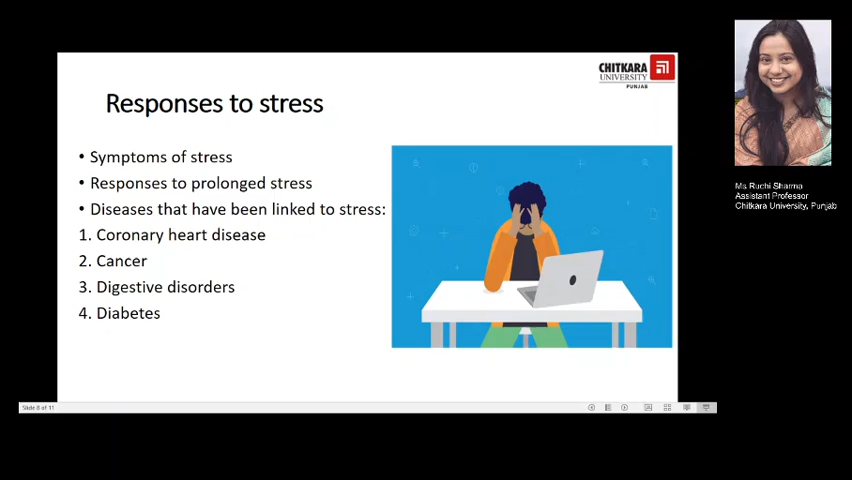 CHITKARA
UNIVERSITY
PUNJAB
Responses to stress
• Symptoms of stress
• Responses to prolonged stress
• Diseases that have been linked to stress:
1. Coronary heart disease
2. Cancer
3. Digestive disorders
4. Diabetes
Ms Ruchi Sharma
Assistant Professor
Chitkara University, Punjab
Slide 8 of 11